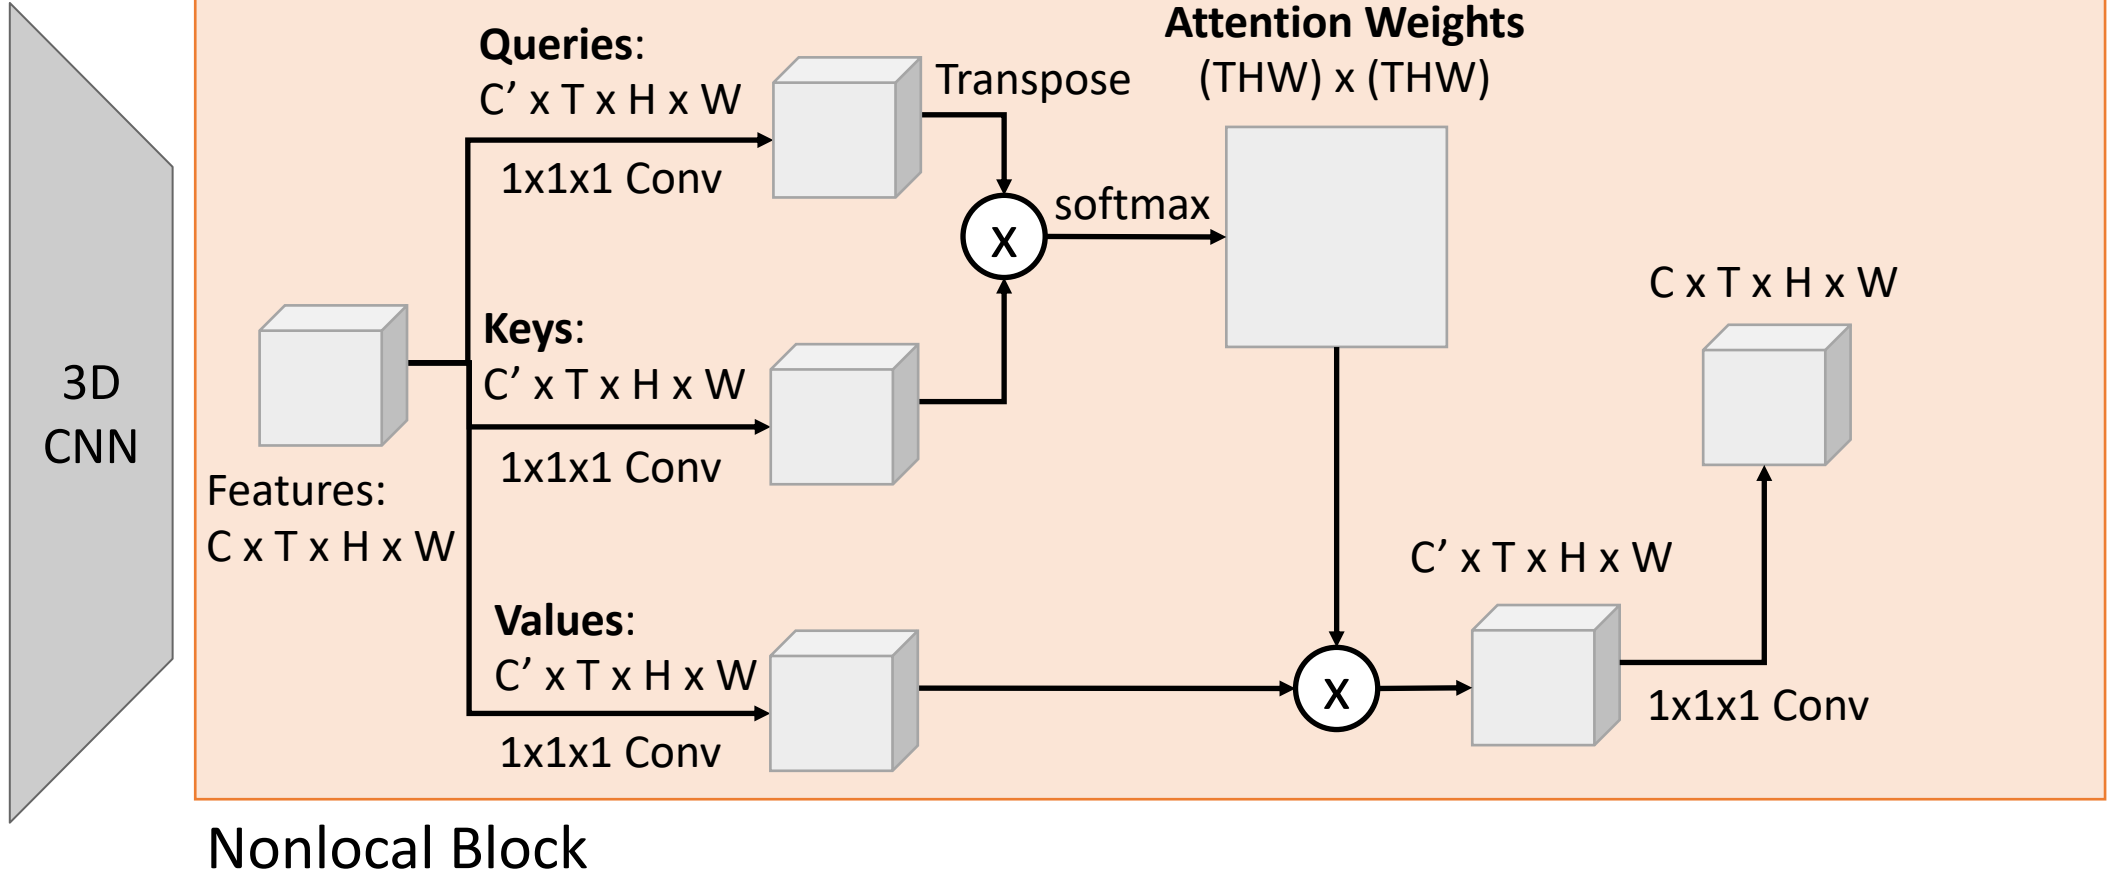 3D
CNN
Features:
C x T x H x W
Queries:
C’ x T x H x W
1x1x1 Conv
Keys:
C’ x T x H x W
1x1x1 Conv
Values:
C’ x T x H x W
1x1x1 Conv
Transpose
x
softmax
Attention Weights
(THW) x (THW)
x
C’ x T x H x W
1x1x1 Conv
C x T x H x W
Nonlocal Block